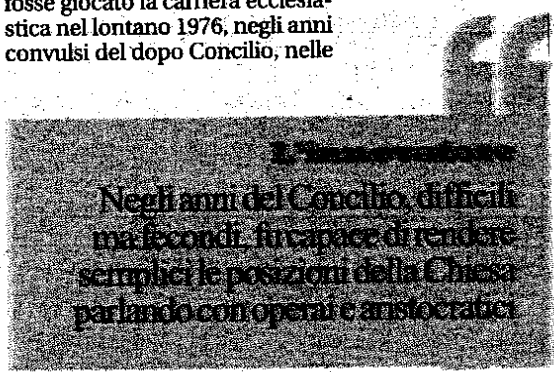 fosse giocato la carriera ecclesia-
stica nel lontano 1976, negli anni
convulsi del dopo Concilio, nelle
L'innovatore
Negli anni del Concilio, difficili
ma fecondi, fu capace di rendere
semplici le posizioni della Chiesa
parlando con operai e aristocratici